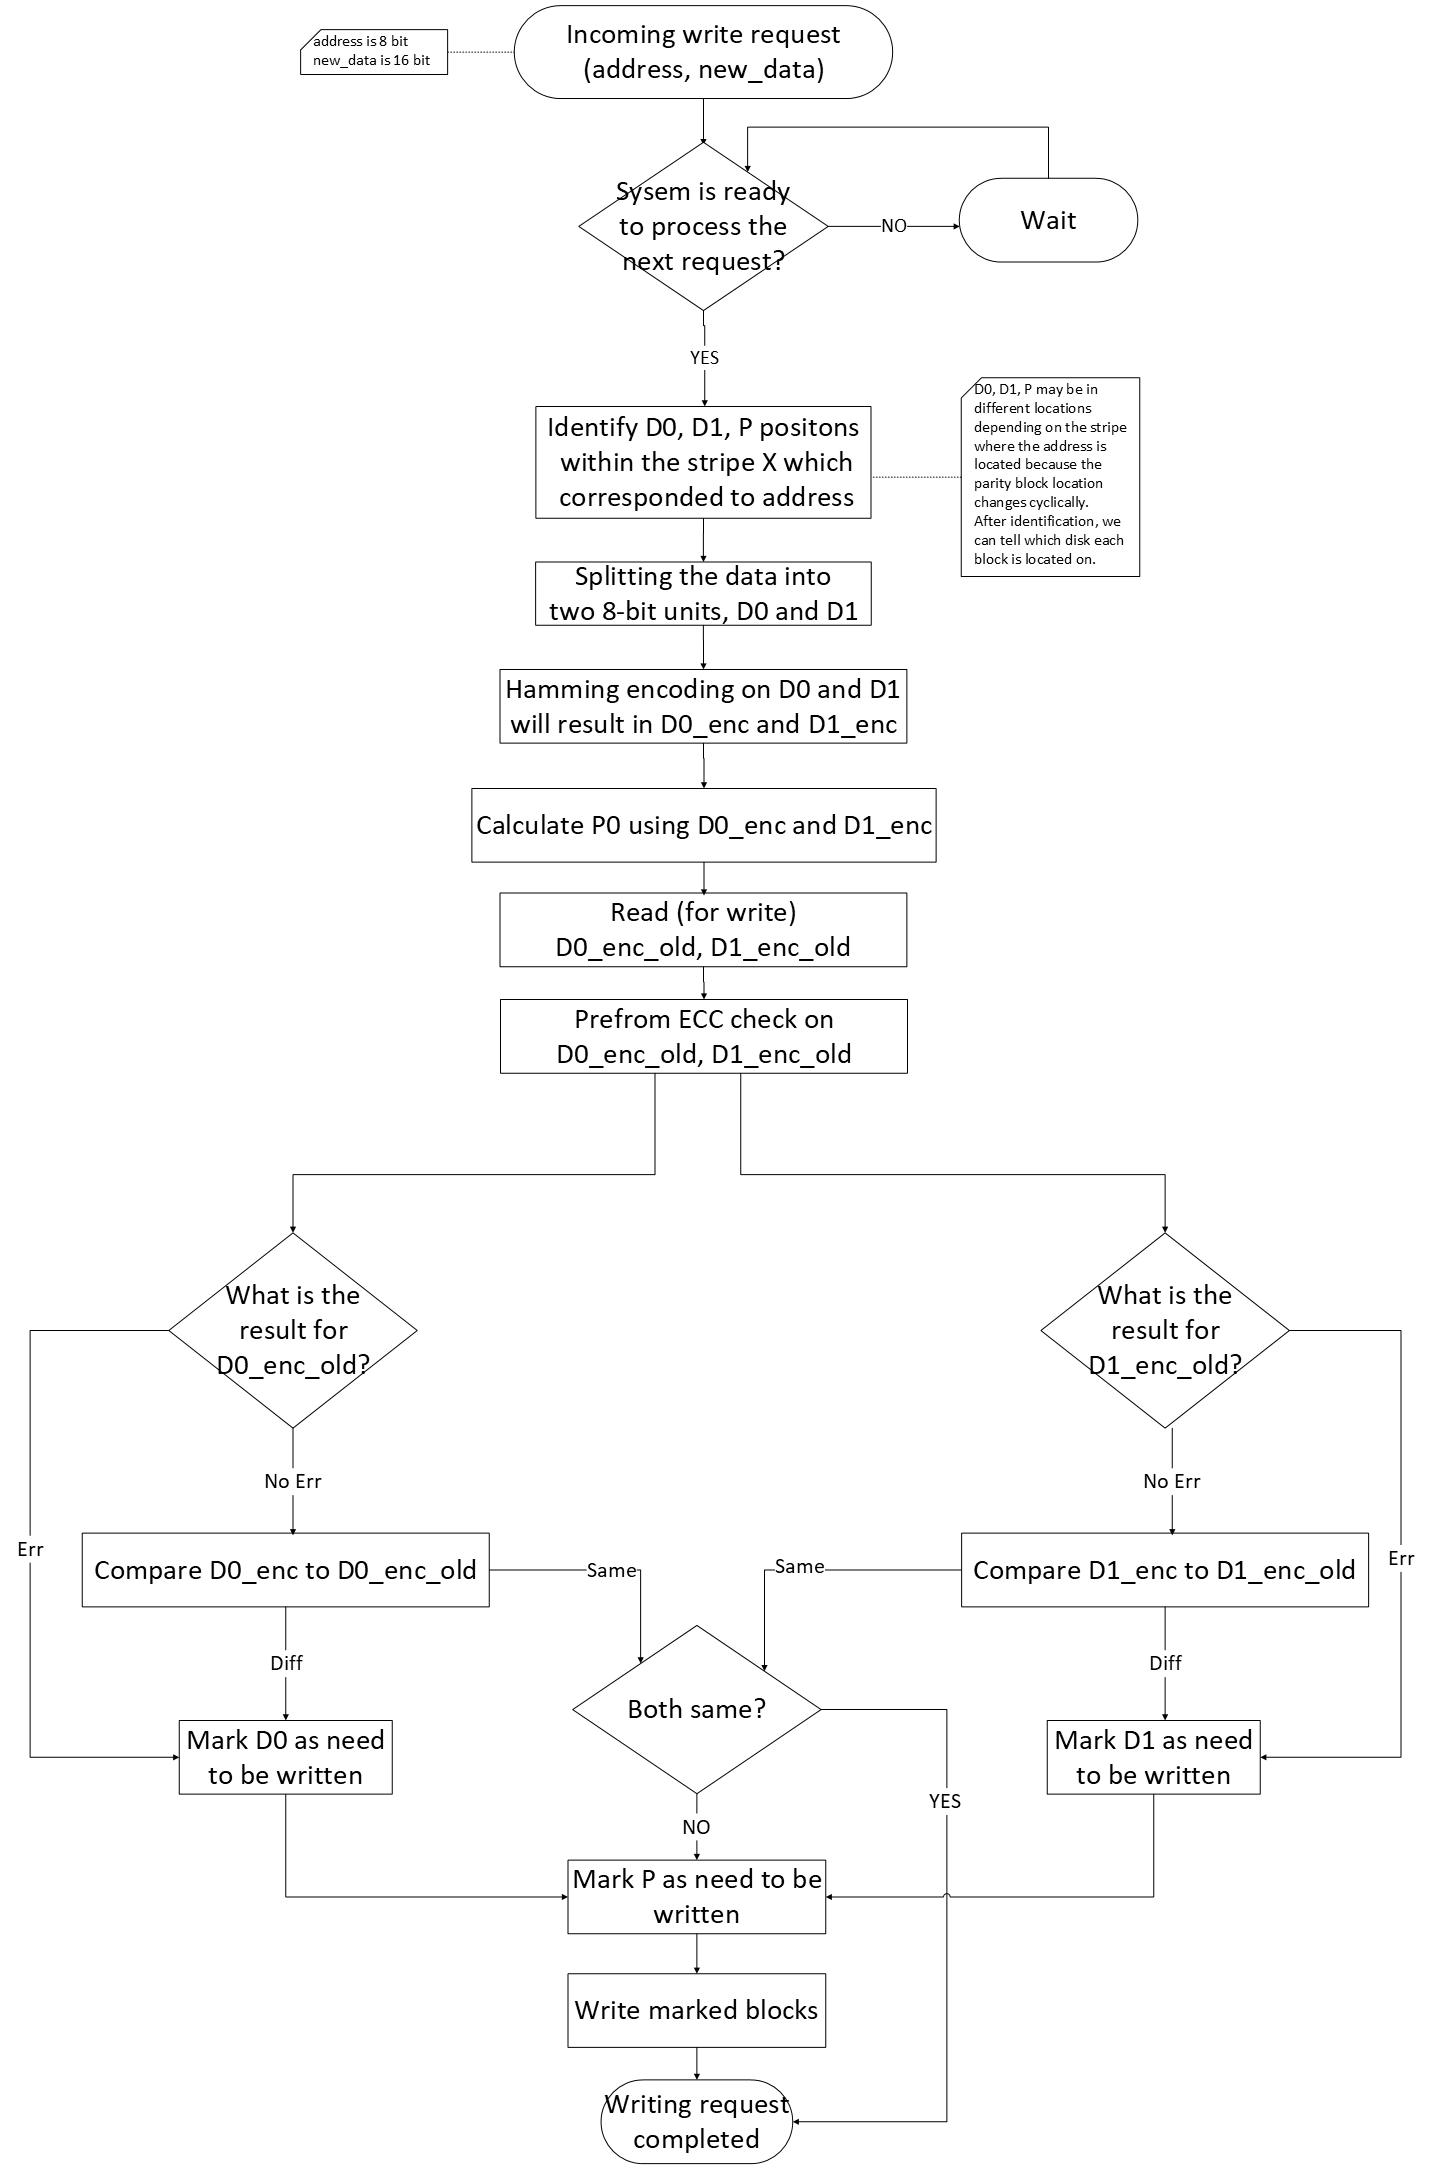 address is 8 bit
new_data is 16 bit
Incoming write request
(address, new_data)
Sysem is ready
to process the
next request?
NO
Wait
YES
Identify D0, D1, P positons
within the stripe X which
corresponded to address
D0, D1, P may be in
different locations
depending on the stripe
where the address is
located because the
parity block location
changes cyclically.
After identification, we
can tell which disk each
block is located on.
Splitting the data into
two 8-bit units, D0 and D1
Hamming encoding on D0 and D1
will result in D0_enc and D1_enc
Calculate P0 using D0_enc and D1_enc
Read (for write)
D0_enc_old, D1_enc_old
Prefrom ECC check on
D0_enc_old, D1_enc_old
What is the
result for
D0_enc_old?
What is the
result for
D1_enc_old?
No Err
No Err
Err
Err
Compare D0_enc to D0_enc_old
Same
Same
Compare D1_enc to D1_enc_old
Diff
Diff
Both same?
Mark D0 as need
to be written
Mark D1 as need
to be written
YES
NO
Mark P as need to be
written
Write marked blocks
Writing request
completed